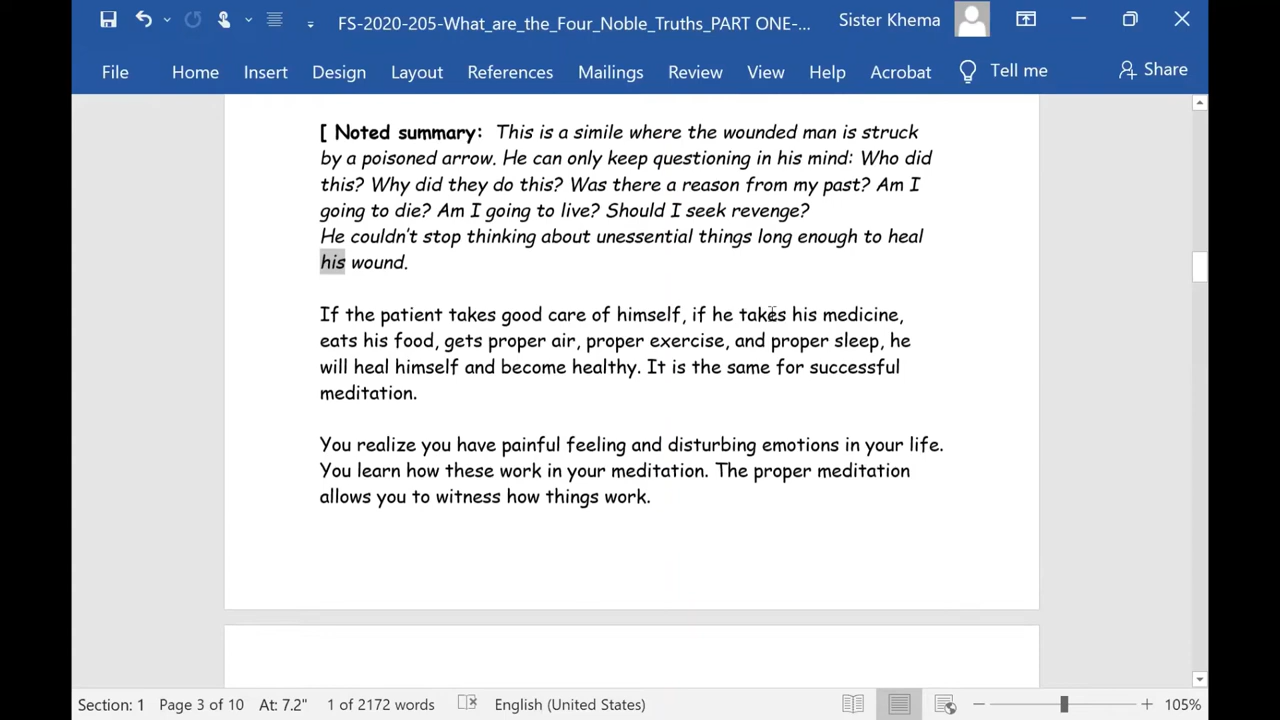 FS-2020-205-What_are_the_Four_Noble_Truths_PART ONE-...
Sister Khema
File Home Insert Design Layout References Mailings Review View Help Acrobat Tell me Share
[ Noted summary: This is a simile where the wounded man is struck
by a poisoned arrow. He can only keep questioning in his mind: Who did
this? Why did they do this? Was there a reason from my past? Am I
going to die? Am I going to live? Should I seek revenge?
He couldn't stop thinking about unessential things long enough to heal
his wound.
If the patient takes good care of himself, if he takes his medicine,
eats his food, gets proper air, proper exercise, and proper sleep, he
will heal himself and become healthy. It is the same for successful
meditation.
You realize you have painful feeling and disturbing emotions in your life.
You learn how these work in your meditation. The proper meditation
allows you to witness how things work.
Section: 1 Page 3 of 10 At: 7.2" 1 of 2172 words English (United States) 105%